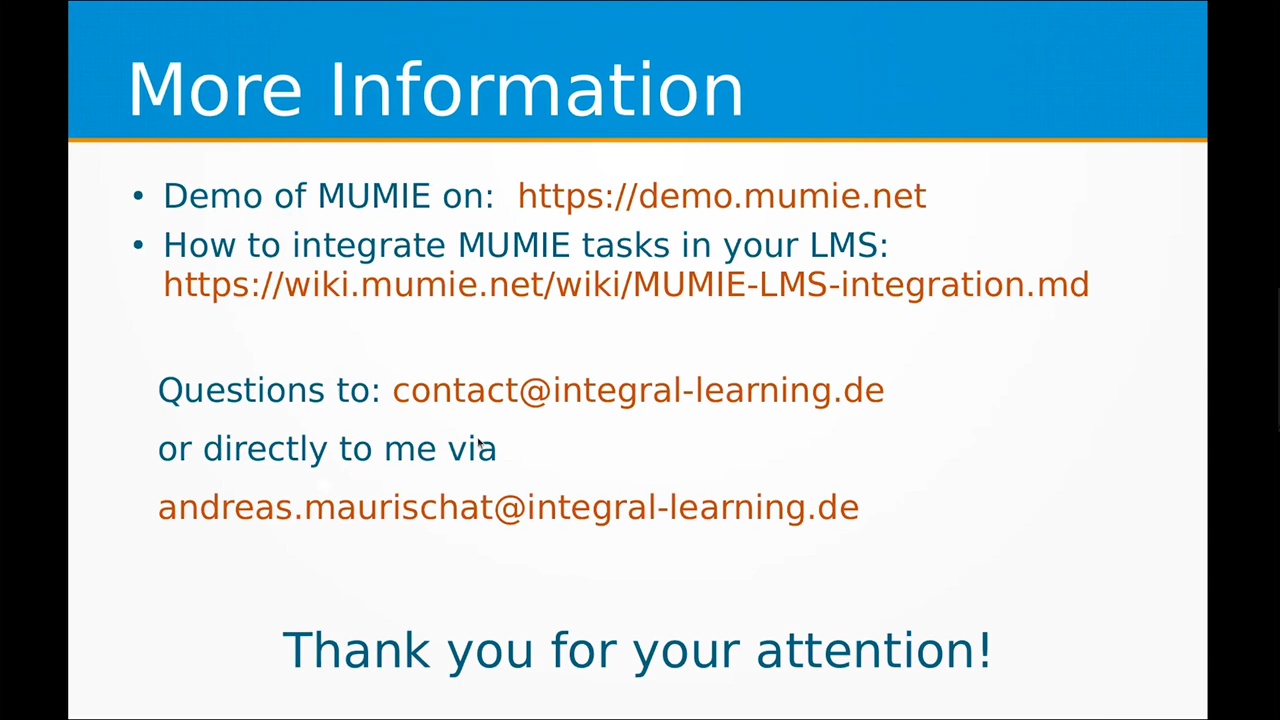 More Information
• Demo of MUMIE on: https://demo.mumie.net
• How to integrate MUMIE tasks in your LMS:
https://wiki.mumie.net/wiki/MUMIE-LMS-integration.md
Questions to: contact@integral-learning.de
or directly to me via
andreas.maurischat@integral-learning.de
Thank you for your attention!